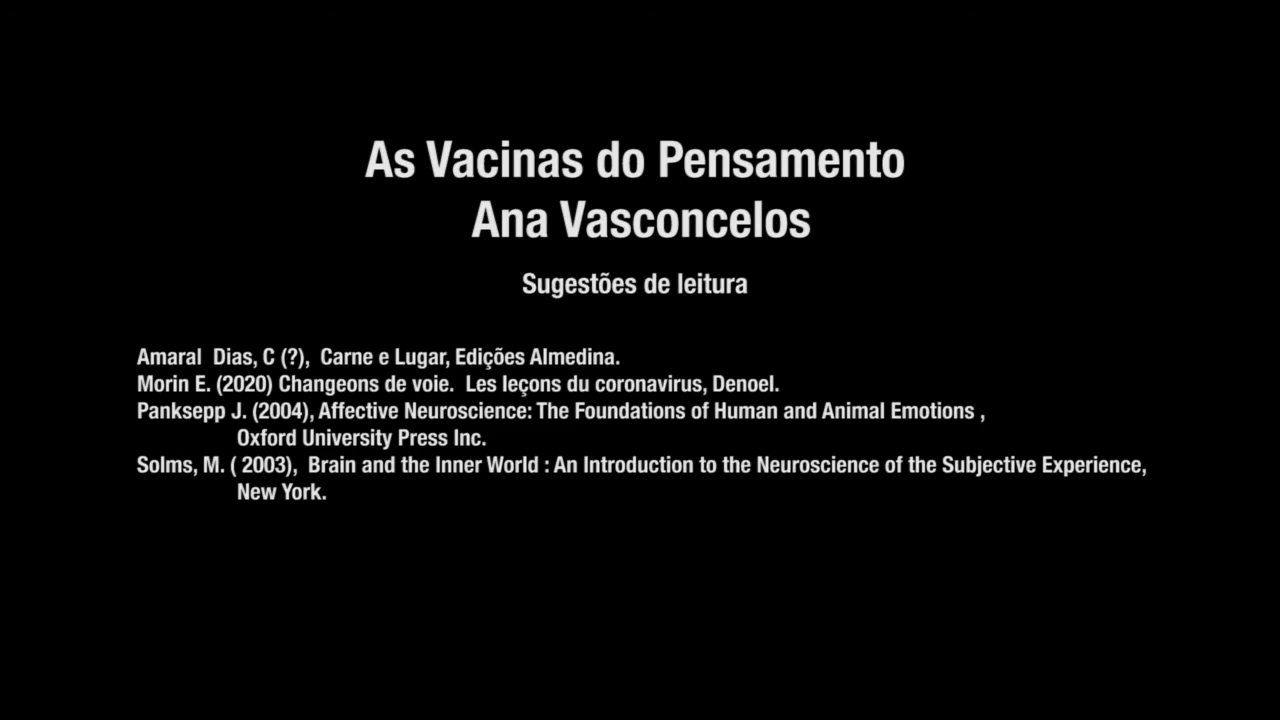 As Vacinas do Pensamento
Ana Vasconcelos
Sugestões de leitura
Amaral  Dias, C (?),  Carne e Lugar, Edições Almedina.
Morin E. (2020) Changeons de voie.  Les leçons du coronavirus, Denoel.
Panksepp J. (2004), Affective Neuroscience: The Foundations of Human and Animal Emotions ,
Oxford University Press Inc.
Solms, M. ( 2003),  Brain and the Inner World : An Introduction to the Neuroscience of the Subjective Experience,
New York.